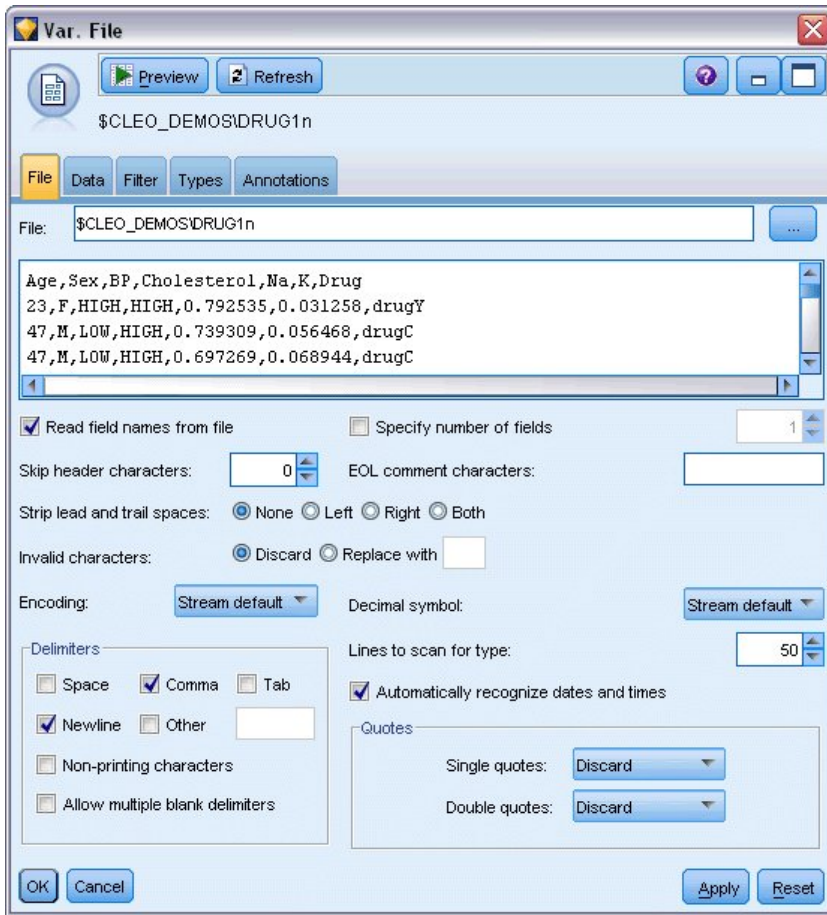 Var. File
Preview Refresh
$CLEO_DEMOS\DRUG1n
File Data Filter Types Annotations
File: $CLEO_DEMOS\DRUG1n ...
Age,Sex,BP,Cholesterol,Na,K,Drug
23,F,HIGH,HIGH,0.792535,0.031258,drugY
47,M,LOW,HIGH,0.739309,0.056468,drugC
47,M,LOW,HIGH,0.697269,0.068944,drugC
Read field names from file Specify number of fields 1
Skip header characters: 0 EOL comment characters:
Strip lead and trail spaces: None Left Right Both
Invalid characters: Discard Replace with
Encoding: Stream default Decimal symbol: Stream default
Delimiters Lines to scan for type: 50
Space Comma Tab Automatically recognize dates and times
Newline Other Quotes
Non-printing characters Single quotes: Discard
Allow multiple blank delimiters Double quotes: Discard
OK Cancel Apply Reset